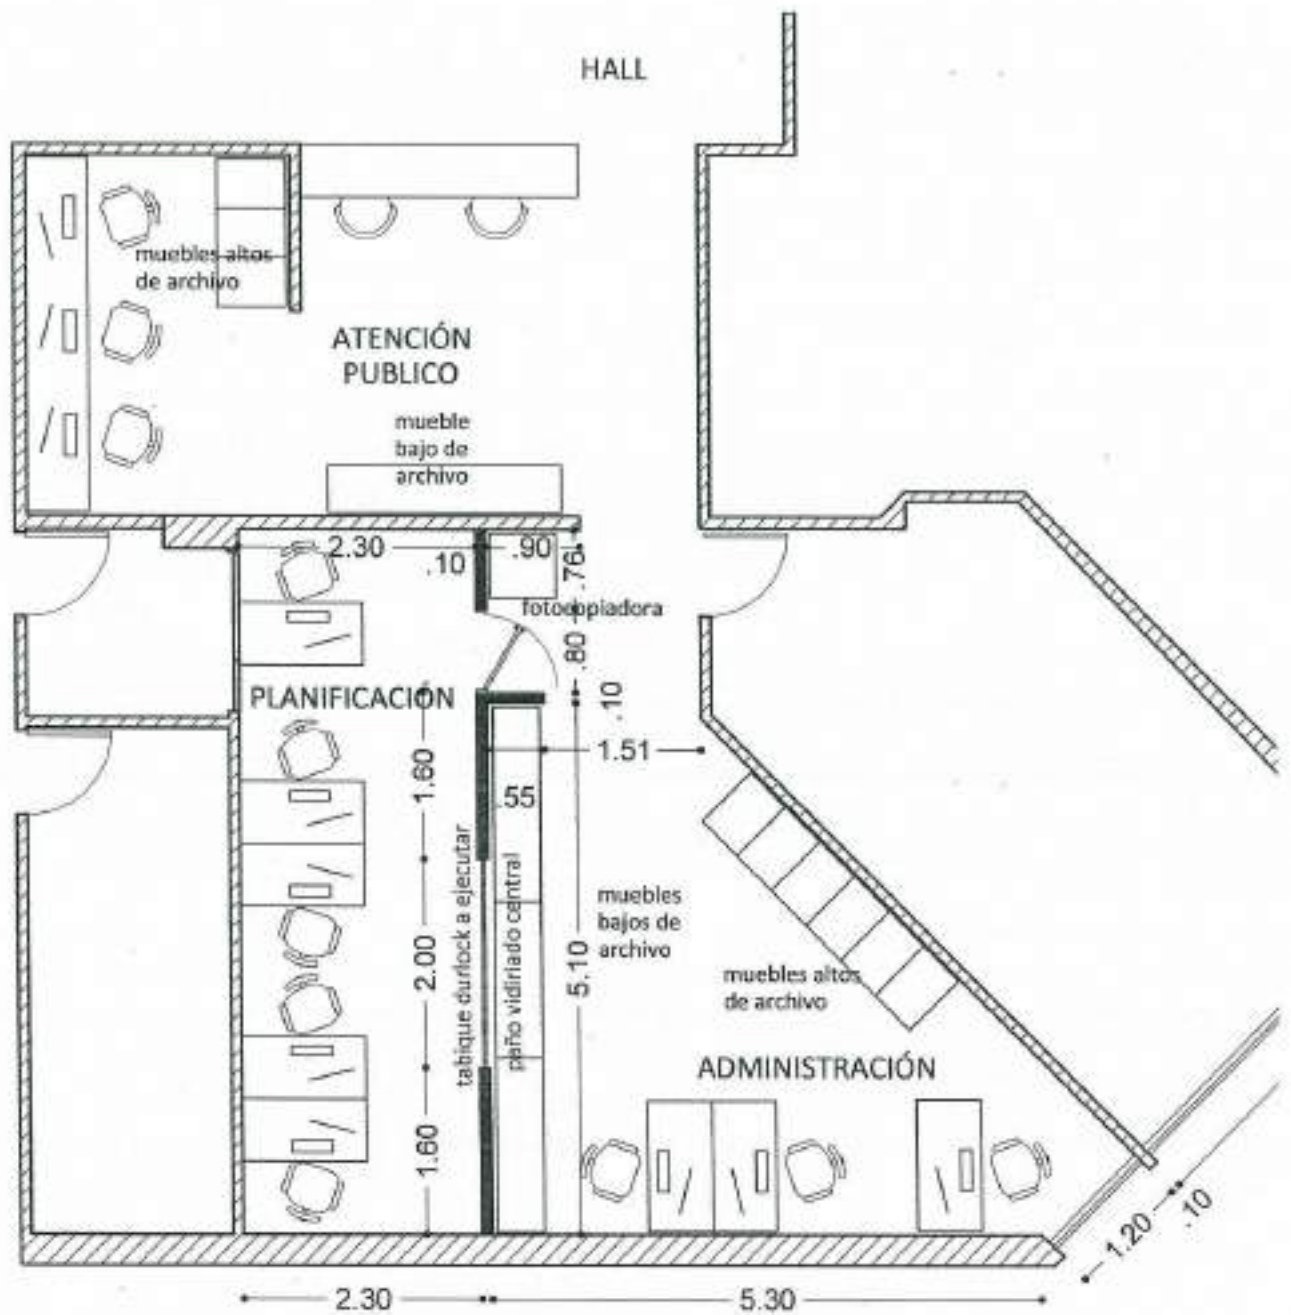 HALL
muebles altos
de archivo
ATENCIÓN
PUBLICO
mueble
bajo de
archivo
2.30
.10
.90
.76
fotocopiadora
.80
PLANIFICACIÓN
.10
1.60
1.51
.55
tabique durlock a ejecutar
paño vidiriado central
muebles
bajos de
archivo
2.00
5.10
muebles altos
de archivo
ADMINISTRACIÓN
1.60
1.20
.10
2.30
5.30